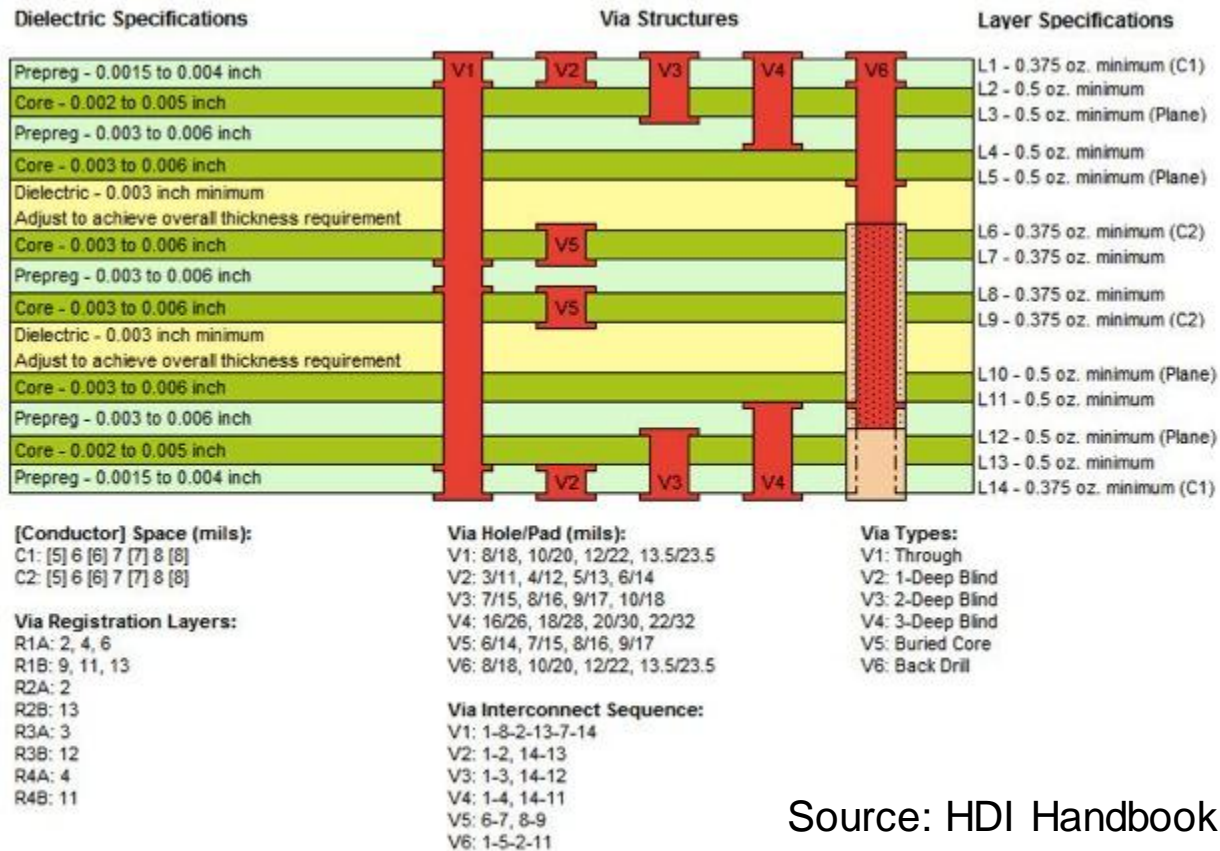 Dielectric Specifications
Via Structures
Layer Specifications
Prepreg - 0.0015 to 0.004 inch
Core - 0.002 to 0.005 inch
Prepreg - 0.003 to 0.006 inch
Core - 0.003 to 0.006 inch
Dielectric - 0.003 inch minimum
Adjust to achieve overall thickness requirement
Core - 0.003 to 0.006 inch
Prepreg - 0.003 to 0.006 inch
Core - 0.003 to 0.006 inch
Dielectric - 0.003 inch minimum
Adjust to achieve overall thickness requirement
Core - 0.003 to 0.006 inch
Prepreg - 0.003 to 0.006 inch
Core - 0.002 to 0.005 inch
Prepreg - 0.0015 to 0.004 inch
V1 V2 V3 V4 V6
V5
V5
V2 V3 V4
L1 - 0.375 oz. minimum (C1)
L2 - 0.5 oz. minimum
L3 - 0.5 oz. minimum (Plane)
L4 - 0.5 oz. minimum
L5 - 0.5 oz. minimum (Plane)
L6 - 0.375 oz. minimum (C2)
L7 - 0.375 oz. minimum
L8 - 0.375 oz. minimum
L9 - 0.375 oz. minimum (C2)
L10 - 0.5 oz. minimum (Plane)
L11 - 0.5 oz. minimum
L12 - 0.5 oz. minimum (Plane)
L13 - 0.5 oz. minimum
L14 - 0.375 oz. minimum (C1)
[Conductor] Space (mils):
C1: [5] 6 [6] 7 [7] 8 [8]
C2: [5] 6 [6] 7 [7] 8 [8]
Via Registration Layers:
R1A: 2, 4, 6
R1B: 9, 11, 13
R2A: 2
R2B: 13
R3A: 3
R3B: 12
R4A: 4
R4B: 11
Via Hole/Pad (mils):
V1: 8/18, 10/20, 12/22, 13.5/23.5
V2: 3/11, 4/12, 5/13, 6/14
V3: 7/15, 8/16, 9/17, 10/18
V4: 16/26, 18/28, 20/30, 22/32
V5: 6/14, 7/15, 8/16, 9/17
V6: 8/18, 10/20, 12/22, 13.5/23.5
Via Interconnect Sequence:
V1: 1-8-2-13-7-14
V2: 1-2, 14-13
V3: 1-3, 14-12
V4: 1-4, 14-11
V5: 6-7, 8-9
V6: 1-5-2-11
Via Types:
V1: Through
V2: 1-Deep Blind
V3: 2-Deep Blind
V4: 3-Deep Blind
V5: Buried Core
V6: Back Drill
Source: HDI Handbook